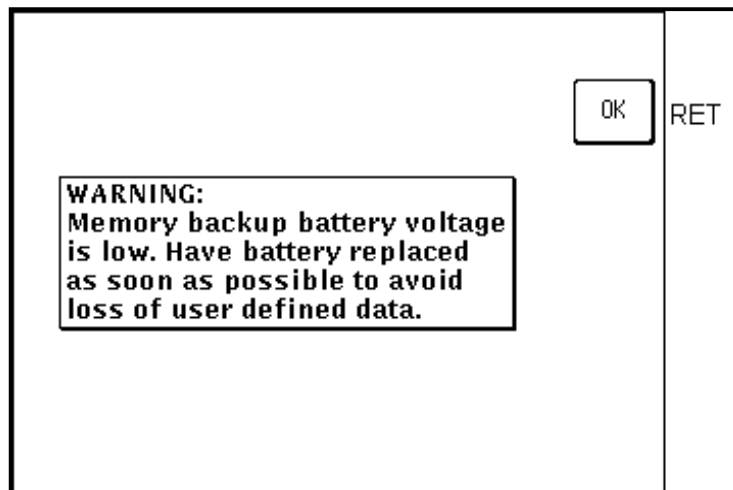 OK
RET
WARNING:
Memory backup battery voltage
is low. Have battery replaced
as soon as possible to avoid
loss of user defined data.